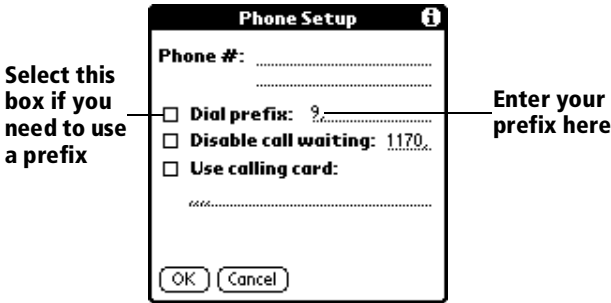 Phone Setup
Phone #:
Select this
box if you
need to use
a prefix
Dial prefix: 9,
Enter your
prefix here
Disable call waiting: 1170,
Use calling card:
,,,,
OK Cancel